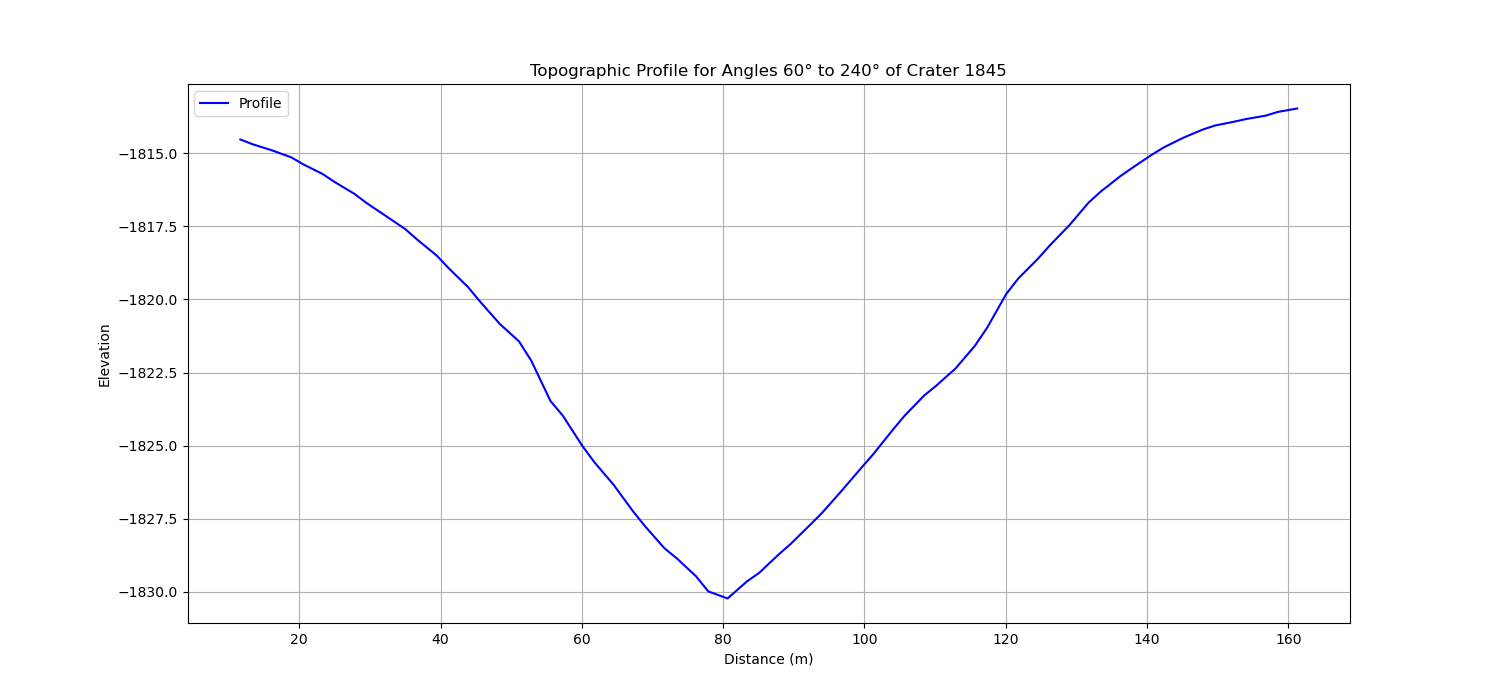 Topographic Profile for Angles 60° to 240° of Crater 1845
Profile
−1815.0
−1817.5
−1820.0
−1822.5
−1825.0
−1827.5
−1830.0
Elevation
20 40 60 80 100 120 140 160
Distance (m)